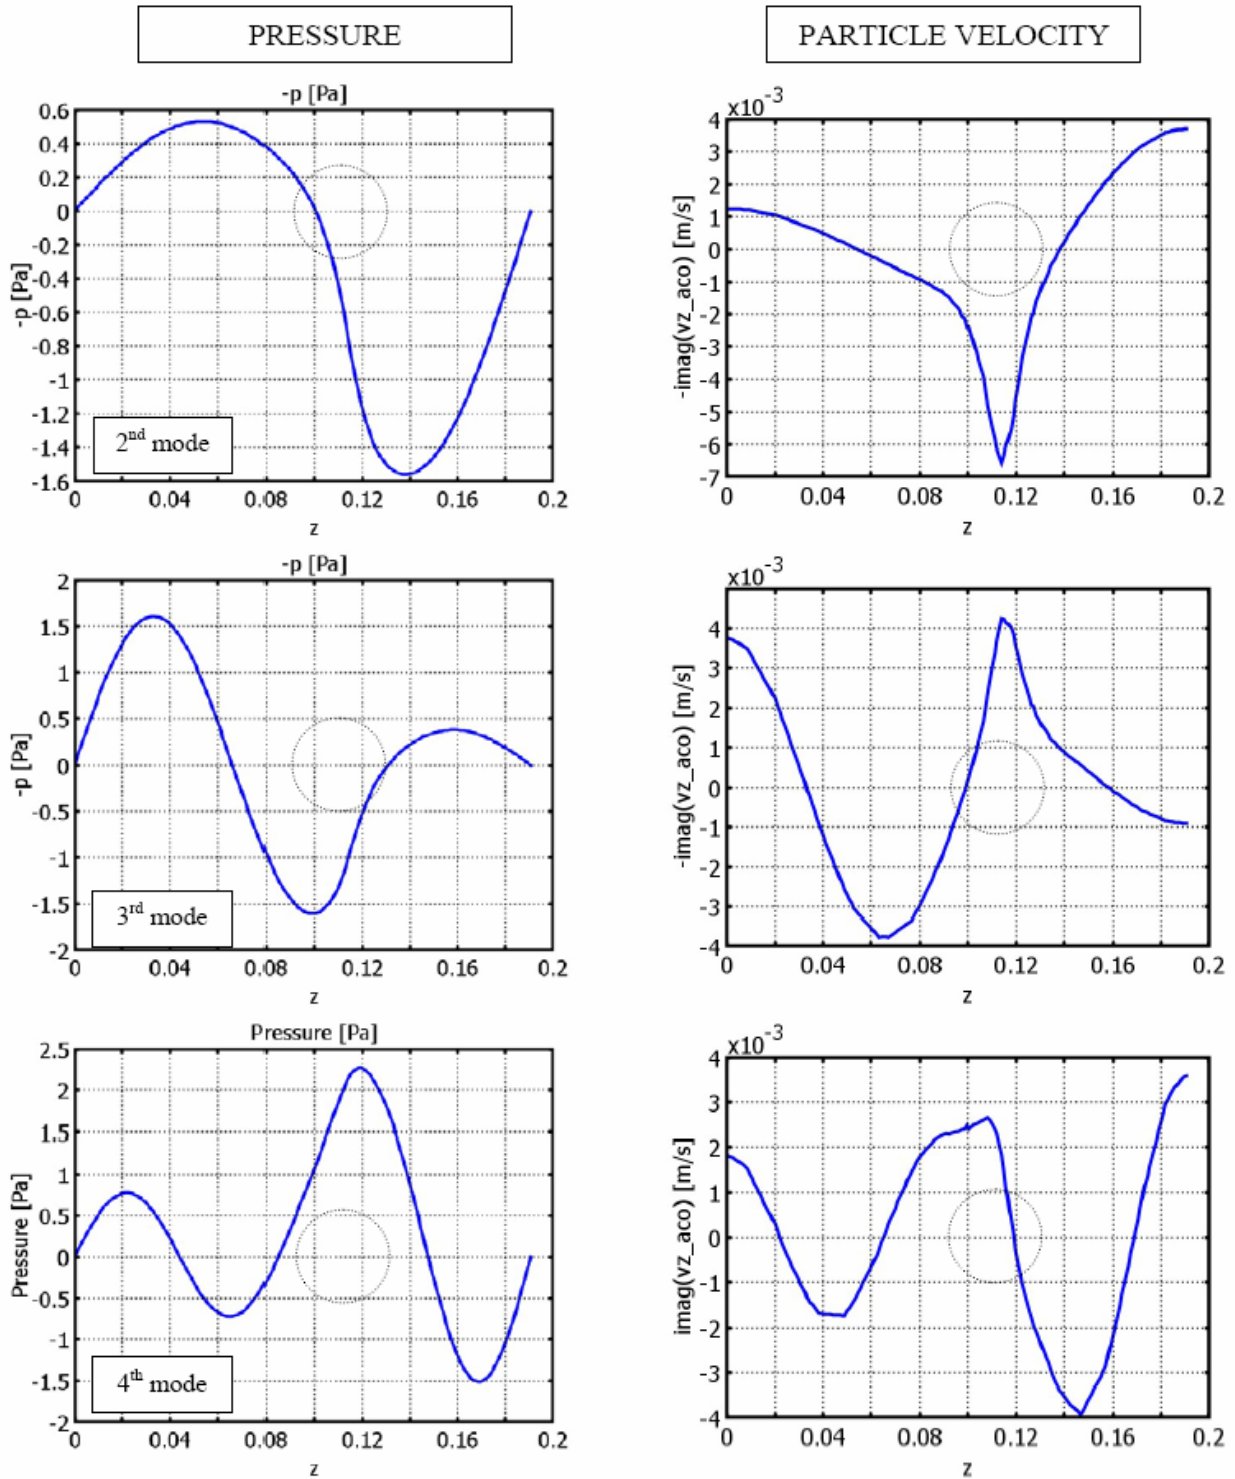 PRESSURE
PARTICLE VELOCITY
-p [Pa]
-p [Pa]
0.6
0.4
0.2
0
-0.2
-0.4
-0.6
-0.8
-1
-1.2
-1.4
-1.6
2nd mode
0 0.04 0.08 0.12 0.16 0.2
z
x10-3
-imag(vz_aco) [m/s]
4
3
2
1
0
-1
-2
-3
-4
-5
-6
-7
0 0.04 0.08 0.12 0.16 0.2
z
-p [Pa]
-p [Pa]
2
1.5
1
0.5
0
-0.5
-1
-1.5
-2
3rd mode
0 0.04 0.08 0.12 0.16 0.2
z
x10-3
-imag(vz_aco) [m/s]
4
3
2
1
0
-1
-2
-3
-4
0 0.04 0.08 0.12 0.16 0.2
z
Pressure [Pa]
Pressure [Pa]
2.5
2
1.5
1
0.5
0
-0.5
-1
-1.5
-2
4th mode
0 0.04 0.08 0.12 0.16 0.2
z
x10-3
imag(vz_aco) [m/s]
4
3
2
1
0
-1
-2
-3
-4
0 0.04 0.08 0.12 0.16 0.2
z